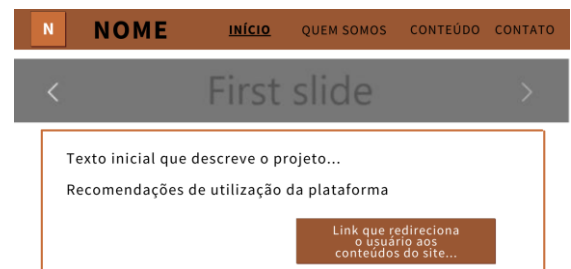 N NOME INÍCIO QUEM SOMOS CONTEÚDO CONTATO
First slide
Texto inicial que descreve o projeto...
Recomendações de utilização da plataforma
Link que redireciona
o usuário aos
conteúdos do site...